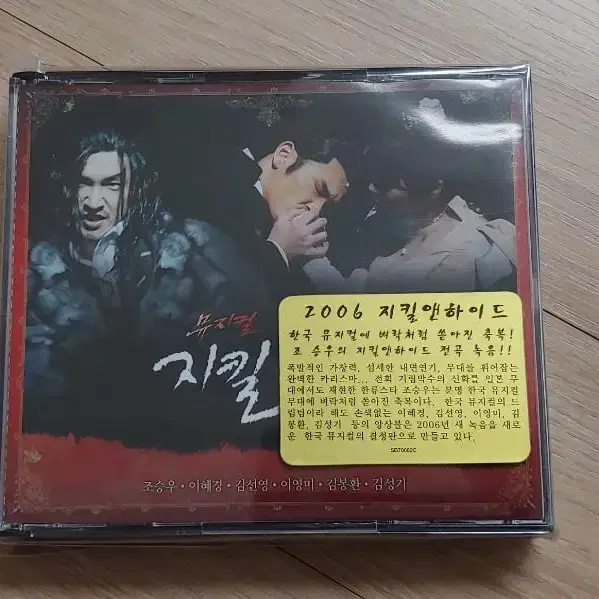 뮤지컬
지킬
2006 지킬앤하이드
한국 뮤지컬에 벼락처럼 쏟아진 축복!
조 승우의 지킬앤하이드 전곡 녹음!!
폭발적인 가창력, 섬세한 내면연기, 무대를 휘어잡는
완벽한 카리스마... 전회 기립박수의 신화를 일본 무
대에서도 재현한 한류스타 조승우는 분명 한국 뮤지컬
무대에 벼락처럼 쏟아진 축복이다. 한국 뮤지컬의 드
림팀이라 해도 손색없는 이혜경, 김선영, 이영미, 김
봉환, 김성기 등의 앙상블은 2006년 새 녹음을 새로
운 한국 뮤지컬의 결정판으로 만들고 있다.
SB70082C
조승우 • 이혜경 • 김선영 • 이영미 • 김봉환 • 김성기